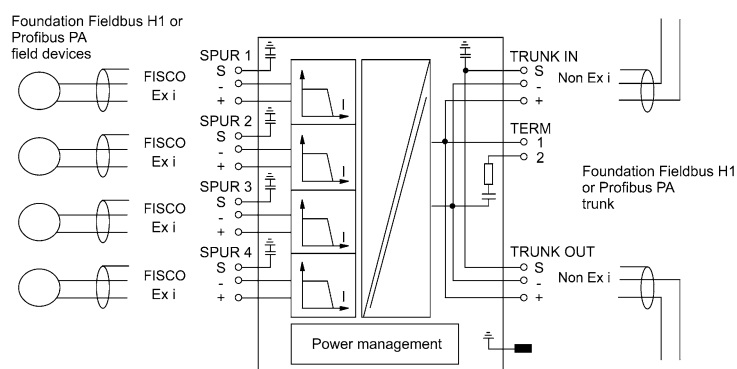 Foundation Fieldbus H1 or
Profibus PA
field devices
SPUR 1
S
-
+
FISCO
Ex i
SPUR 2
S
-
+
FISCO
Ex i
SPUR 3
S
-
+
FISCO
Ex i
SPUR 4
S
-
+
FISCO
Ex i
I
I
I
I
Power management
TRUNK IN
S
-
+
Non Ex i
TERM
1
2
Foundation Fieldbus H1
or Profibus PA
trunk
TRUNK OUT
S
-
+
Non Ex i